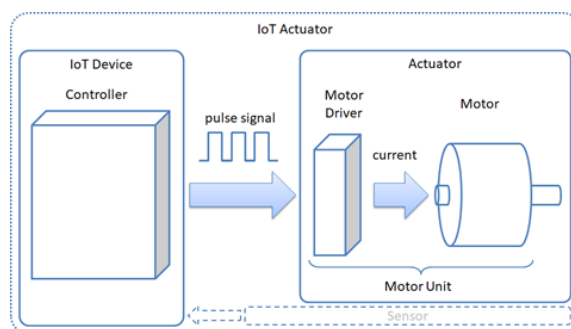 IoT Actuator
IoT Device
Controller
pulse signal
Actuator
Motor
Driver
Motor
current
Motor Unit
Sensor